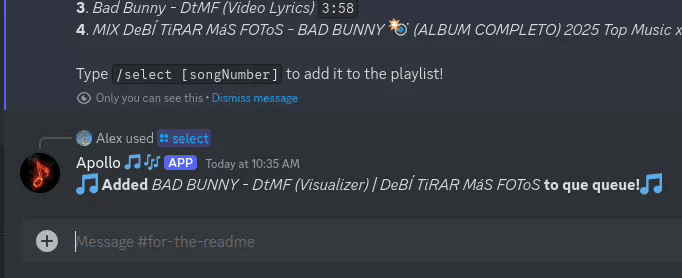 3. Bad Bunny - DtMF (Video Lyrics) 3:58
4. MIX DeBÍ TiRAR MáS FOToS - BAD BUNNY (ALBUM COMPLETO) 2025 Top Music x
Type /select [songNumber] to add it to the playlist!
Only you can see this • Dismiss message
Alex used select
Apollo APP Today at 10:35 AM
Added BAD BUNNY - DtMF (Visualizer) | DeBÍ TiRAR MáS FOToS to que queue!
Message #for-the-readme